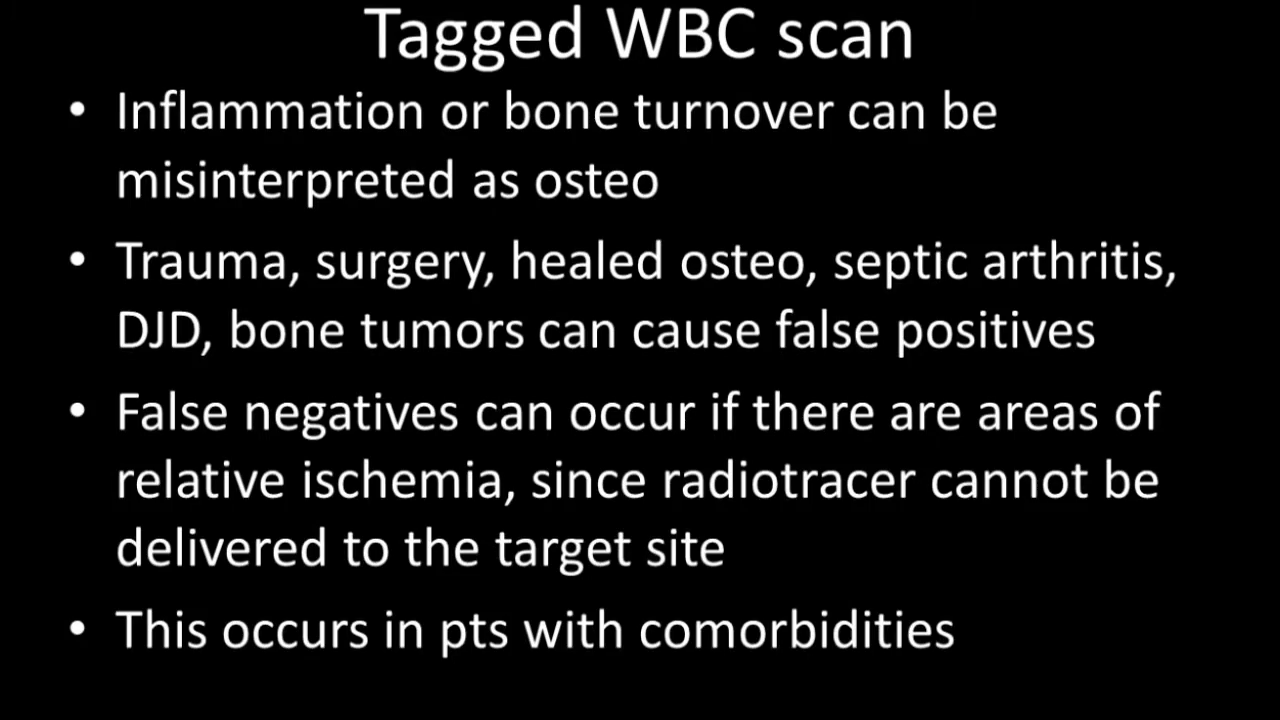 Tagged WBC scan
• Inflammation or bone turnover can be
misinterpreted as osteo
• Trauma, surgery, healed osteo, septic arthritis,
DJD, bone tumors can cause false positives
• False negatives can occur if there are areas of
relative ischemia, since radiotracer cannot be
delivered to the target site
• This occurs in pts with comorbidities